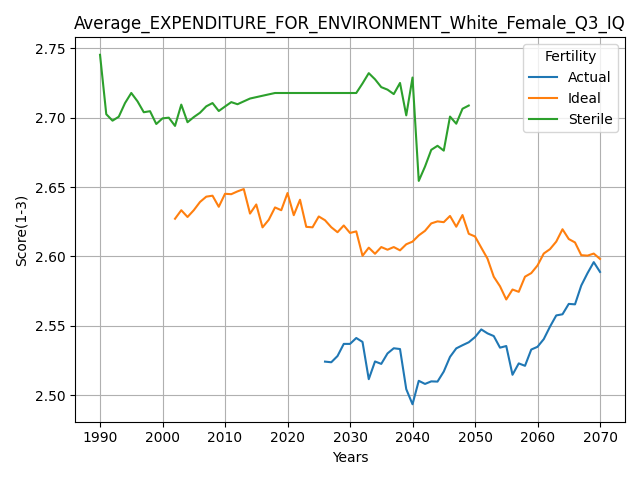 Average_EXPENDITURE_FOR_ENVIRONMENT_White_Female_Q3_IQ
Fertility
Actual
Ideal
Sterile
Score(1-3)
2.75
2.70
2.65
2.60
2.55
2.50
1990 2000 2010 2020 2030 2040 2050 2060 2070
Years